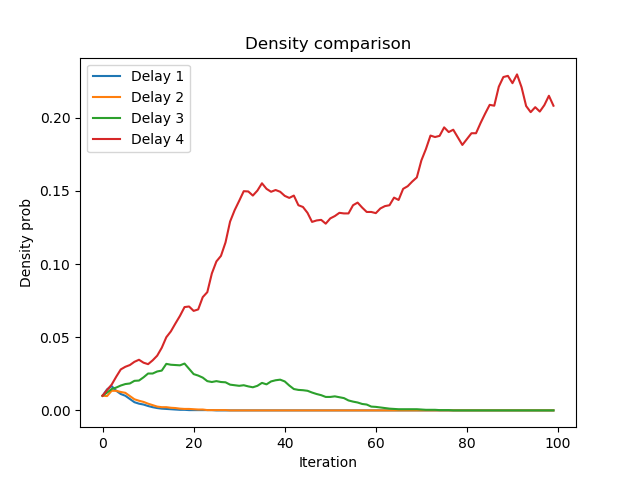 Density comparison
Delay 1
Delay 2
Delay 3
Delay 4
Density prob
0.20
0.15
0.10
0.05
0.00
0 20 40 60 80 100
Iteration